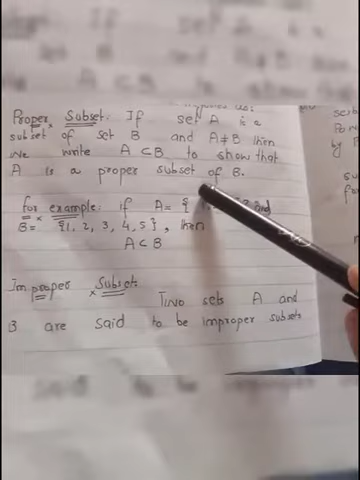 Proper Subset: If set A is a
subset of set B and A ≠ B then
we write A ⊂ B to show that
A is a proper subset of B.
for example: if A = { and
B = {1, 2, 3, 4, 5}, then
A ⊂ B
Improper Subset:
Two sets A and
B are said to be improper subsets